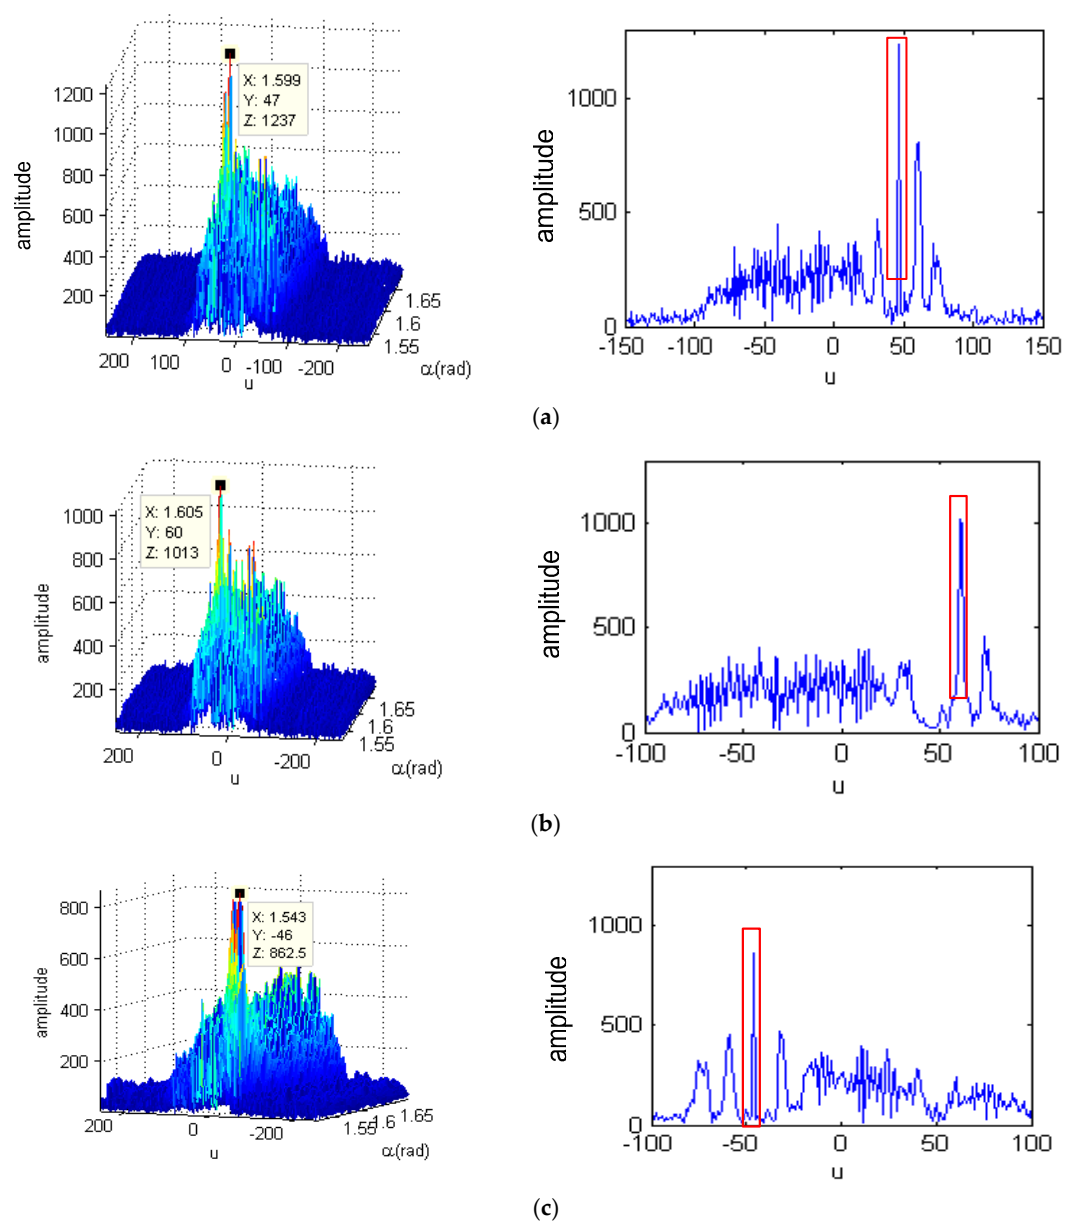 1200
1000
800
600
400
200
amplitude
X: 1.599
Y: 47
Z: 1237
200 100 0 -100 -200
u
1.55 1.6 1.65
α(rad)
1000
500
0
amplitude
-150 -100 -50 0 50 100 150
u
(a)
1000
800
600
400
200
amplitude
X: 1.605
Y: 60
Z: 1013
200 0 -200
u
1.55 1.6 1.65
α(rad)
1000
500
0
amplitude
-100 -50 0 50 100
u
(b)
800
600
400
200
amplitude
X: 1.543
Y: -46
Z: 862.5
200 0 -200
u
1.55 1.6 1.65
α(rad)
1000
500
0
amplitude
-100 -50 0 50 100
u
(c)